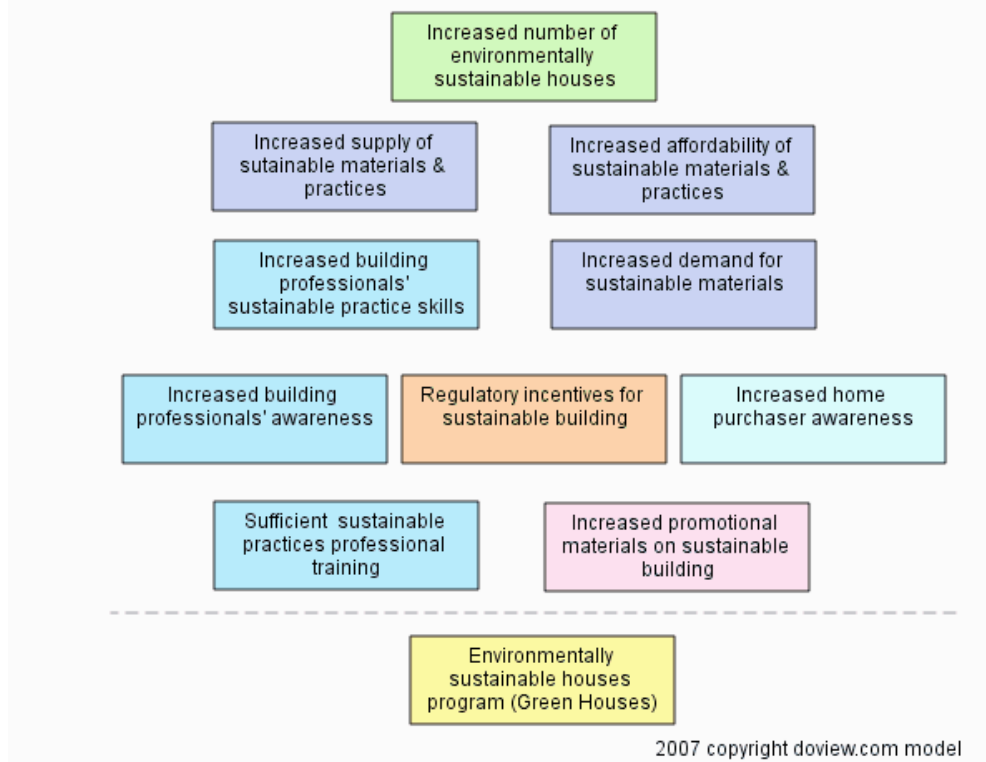 Increased number of
environmentally
sustainable houses
Increased supply of
sutainable materials &
practices
Increased affordability of
sustainable materials &
practices
Increased building
professionals'
sustainable practice skills
Increased demand for
sustainable materials
Increased building
professionals' awareness
Regulatory incentives for
sustainable building
Increased home
purchaser awareness
Sufficient sustainable
practices professional
training
Increased promotional
materials on sustainable
building
Environmentally
sustainable houses
program (Green Houses)
2007 copyright doview.com model